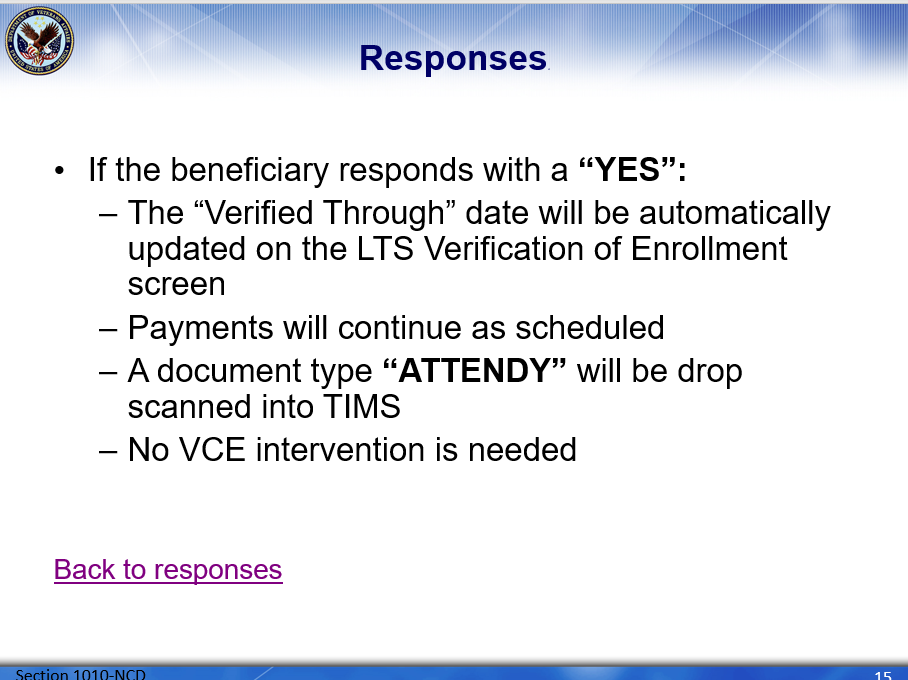 Responses.
• If the beneficiary responds with a “YES”:
– The “Verified Through” date will be automatically
updated on the LTS Verification of Enrollment
screen
– Payments will continue as scheduled
– A document type “ATTENDY” will be drop
scanned into TIMS
– No VCE intervention is needed
Back to responses
Section 1010-NCD
15